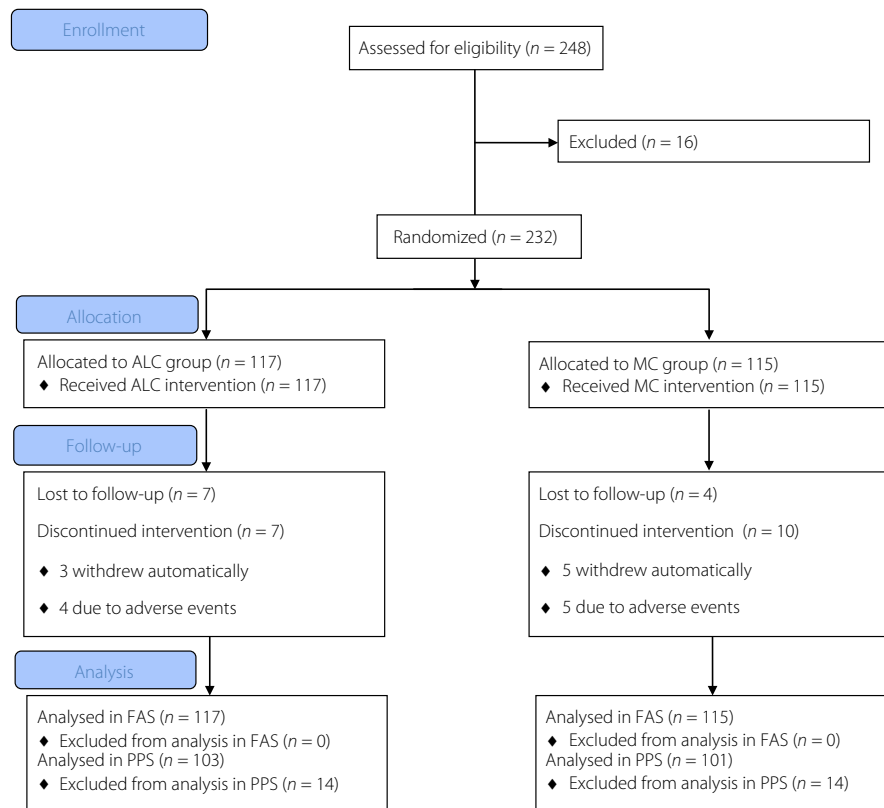 Enrollment
Assessed for eligibility (n = 248)
Excluded (n = 16)
Randomized (n = 232)
Allocation
Allocated to ALC group (n = 117)
♦ Received ALC intervention (n = 117)
Allocated to MC group (n = 115)
♦ Received MC intervention (n = 115)
Follow-up
Lost to follow-up (n = 7)
Discontinued intervention (n = 7)
♦ 3 withdrew automatically
♦ 4 due to adverse events
Lost to follow-up (n = 4)
Discontinued intervention (n = 10)
♦ 5 withdrew automatically
♦ 5 due to adverse events
Analysis
Analysed in FAS (n = 117)
♦ Excluded from analysis in FAS (n = 0)
Analysed in PPS (n = 103)
♦ Excluded from analysis in PPS (n = 14)
Analysed in FAS (n = 115)
♦ Excluded from analysis in FAS (n = 0)
Analysed in PPS (n = 101)
♦ Excluded from analysis in PPS (n = 14)